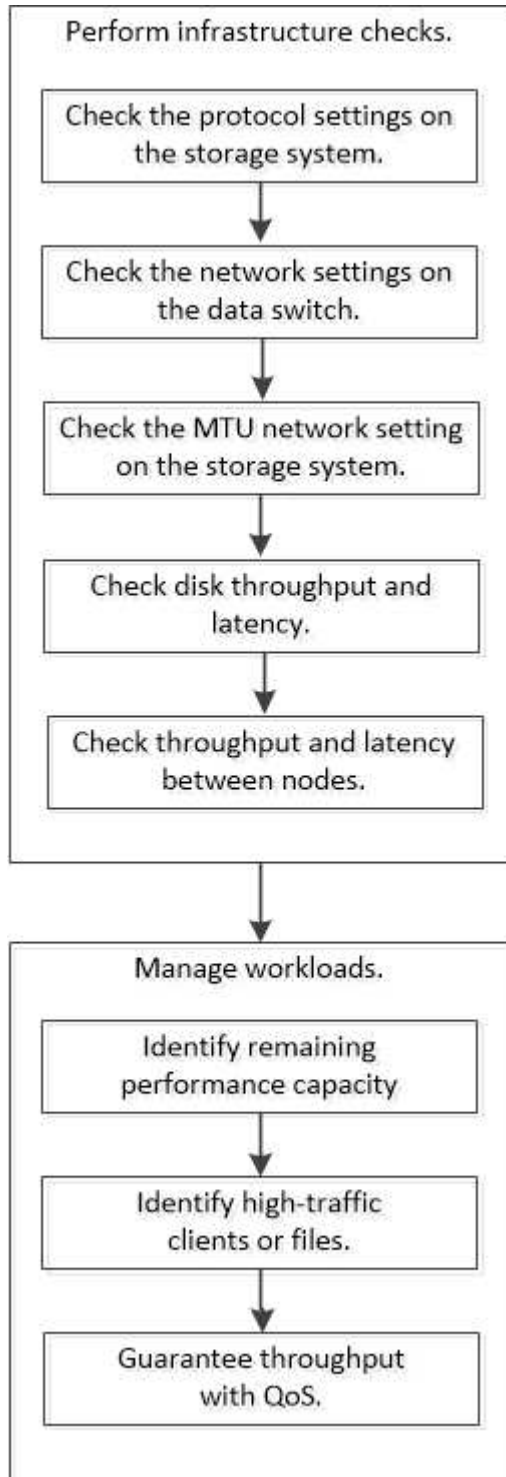 Perform infrastructure checks.
Check the protocol settings on
the storage system.
Check the network settings on
the data switch.
Check the MTU network setting
on the storage system.
Check disk throughput and
latency.
Check throughput and latency
between nodes.
Manage workloads.
Identify remaining
performance capacity
Identify high-traffic
clients or files.
Guarantee throughput
with QoS.